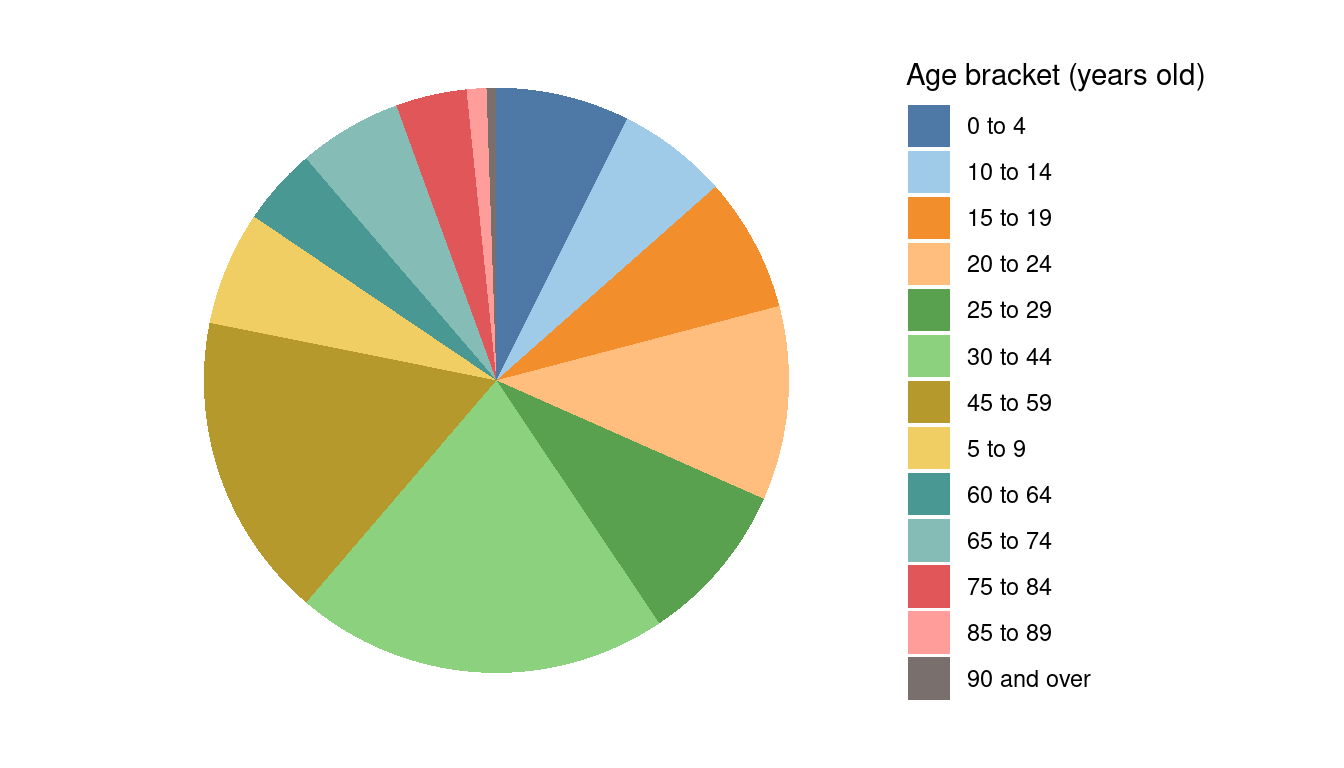 Age bracket (years old)
0 to 4
10 to 14
15 to 19
20 to 24
25 to 29
30 to 44
45 to 59
5 to 9
60 to 64
65 to 74
75 to 84
85 to 89
90 and over